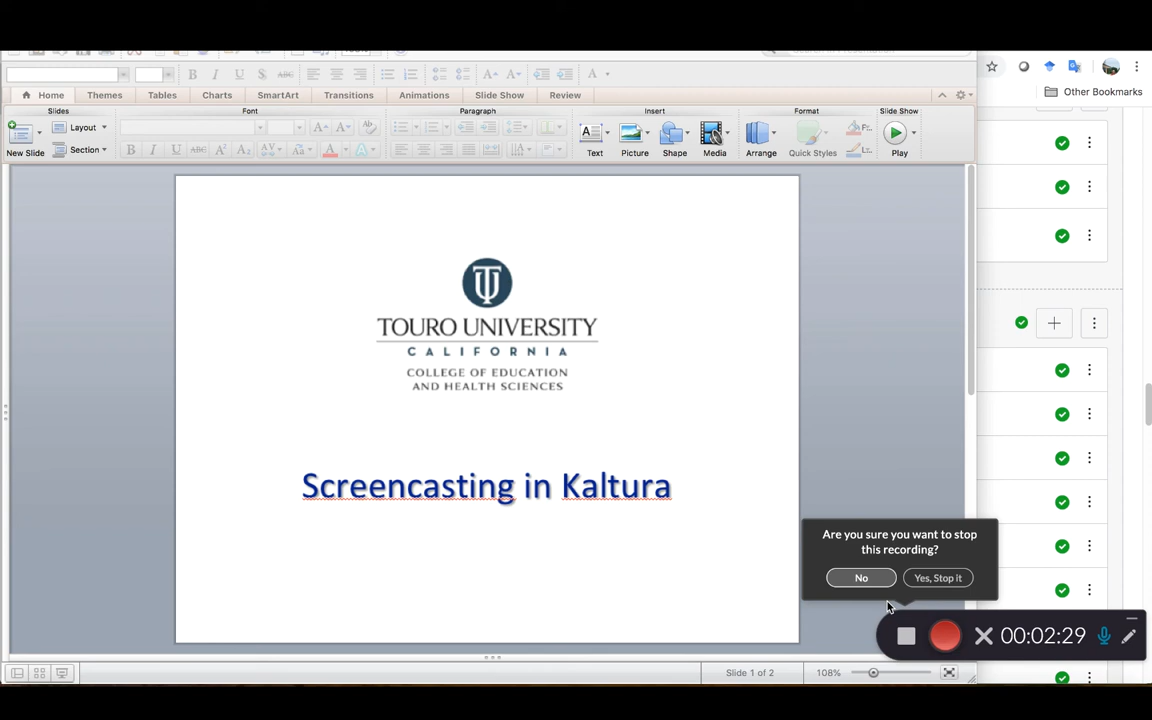 Other Bookmarks
Home Themes Tables Charts SmartArt Transitions Animations Slide Show Review
Slides Font Paragraph Insert Format Slide Show
Layout
Section
New Slide
Text Picture Shape Media Arrange Quick Styles Play
TOURO UNIVERSITY
CALIFORNIA
COLLEGE OF EDUCATION
AND HEALTH SCIENCES
Screencasting in Kaltura
Are you sure you want to stop
this recording?
No Yes, Stop it
00:02:29
Slide 1 of 2 108%